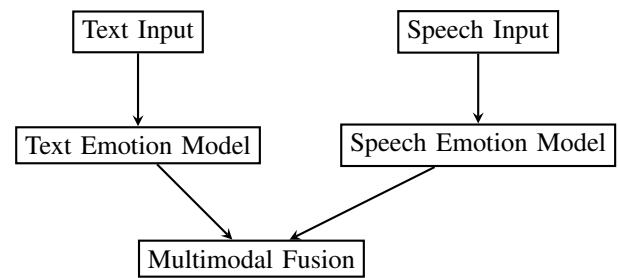 Text Input
Speech Input
Text Emotion Model
Speech Emotion Model
Multimodal Fusion